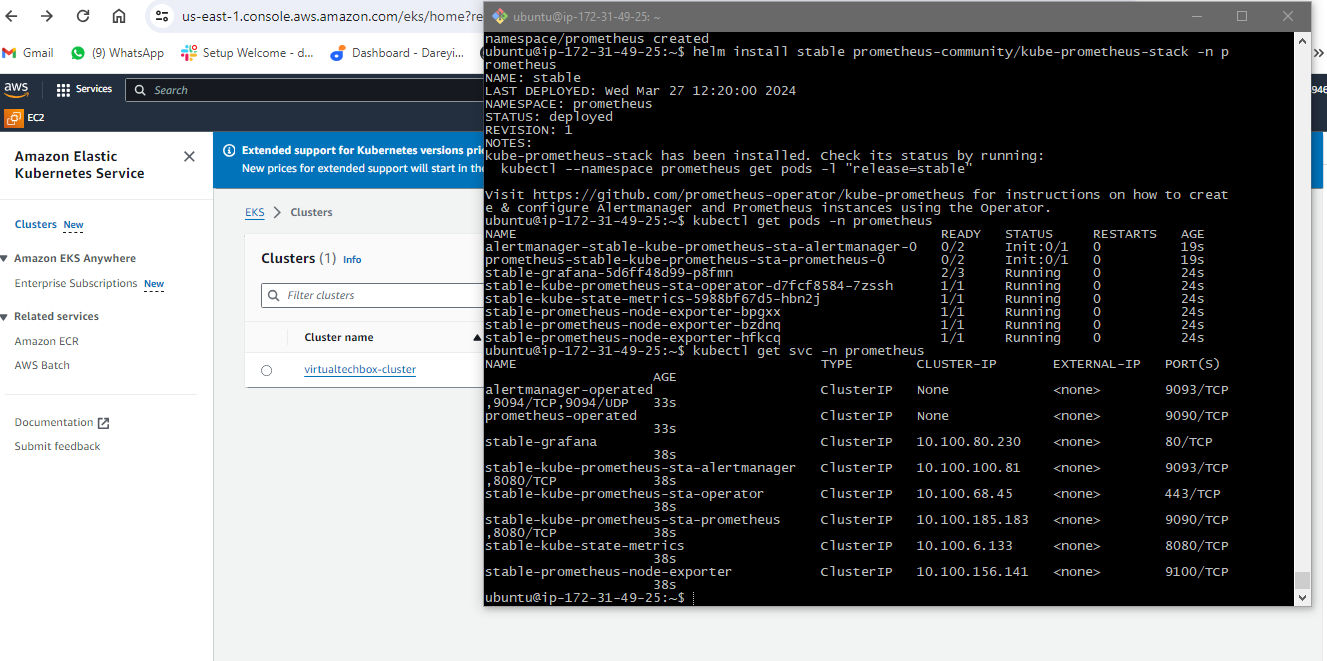 us-east-1.console.aws.amazon.com/eks/home?re
Gmail
(9) WhatsApp
Setup Welcome - d...
Dashboard - Dareyi...
aws
Services
Search
946
EC2
Amazon Elastic
Kubernetes Service
Clusters New
Amazon EKS Anywhere
Enterprise Subscriptions New
Related services
Amazon ECR
AWS Batch
Documentation
Submit feedback
Extended support for Kubernetes versions pri
New prices for extended support will start in the
EKS > Clusters
Clusters (1) Info
Filter clusters
Cluster name
virtualtechbox-cluster
ubuntu@ip-172-31-49-25: ~
namespace/prometheus created
ubuntu@ip-172-31-49-25:~$ helm install stable prometheus-community/kube-prometheus-stack -n p
rometheus
NAME: stable
LAST DEPLOYED: Wed Mar 27 12:20:00 2024
NAMESPACE: prometheus
STATUS: deployed
REVISION: 1
NOTES:
kube-prometheus-stack has been installed. Check its status by running:
  kubectl --namespace prometheus get pods -l "release=stable"
Visit https://github.com/prometheus-operator/kube-prometheus for instructions on how to creat
e & configure Alertmanager and Prometheus instances using the Operator.
ubuntu@ip-172-31-49-25:~$ kubectl get pods -n prometheus
NAME READY STATUS RESTARTS AGE
alertmanager-stable-kube-prometheus-sta-alertmanager-0 0/2 Init:0/1 0 19s
prometheus-stable-kube-prometheus-sta-prometheus-0 0/2 Init:0/1 0 19s
stable-grafana-5d6ff48d99-p8fmn 2/3 Running 0 24s
stable-kube-prometheus-sta-operator-d7fcf8584-7zssh 1/1 Running 0 24s
stable-kube-state-metrics-5988bf67d5-hbn2j 1/1 Running 0 24s
stable-prometheus-node-exporter-bpgxx 1/1 Running 0 24s
stable-prometheus-node-exporter-bzdnq 1/1 Running 0 24s
stable-prometheus-node-exporter-hfkcq 1/1 Running 0 24s
ubuntu@ip-172-31-49-25:~$ kubectl get svc -n prometheus
NAME TYPE CLUSTER-IP EXTERNAL-IP PORT(S)
AGE
alertmanager-operated ClusterIP None <none> 9093/TCP
,9094/TCP,9094/UDP 33s
prometheus-operated ClusterIP None <none> 9090/TCP
33s
stable-grafana ClusterIP 10.100.80.230 <none> 80/TCP
38s
stable-kube-prometheus-sta-alertmanager ClusterIP 10.100.100.81 <none> 9093/TCP
,8080/TCP 38s
stable-kube-prometheus-sta-operator ClusterIP 10.100.68.45 <none> 443/TCP
38s
stable-kube-prometheus-sta-prometheus ClusterIP 10.100.185.183 <none> 9090/TCP
,8080/TCP 38s
stable-kube-state-metrics ClusterIP 10.100.6.133 <none> 8080/TCP
38s
stable-prometheus-node-exporter ClusterIP 10.100.156.141 <none> 9100/TCP
38s
ubuntu@ip-172-31-49-25:~$